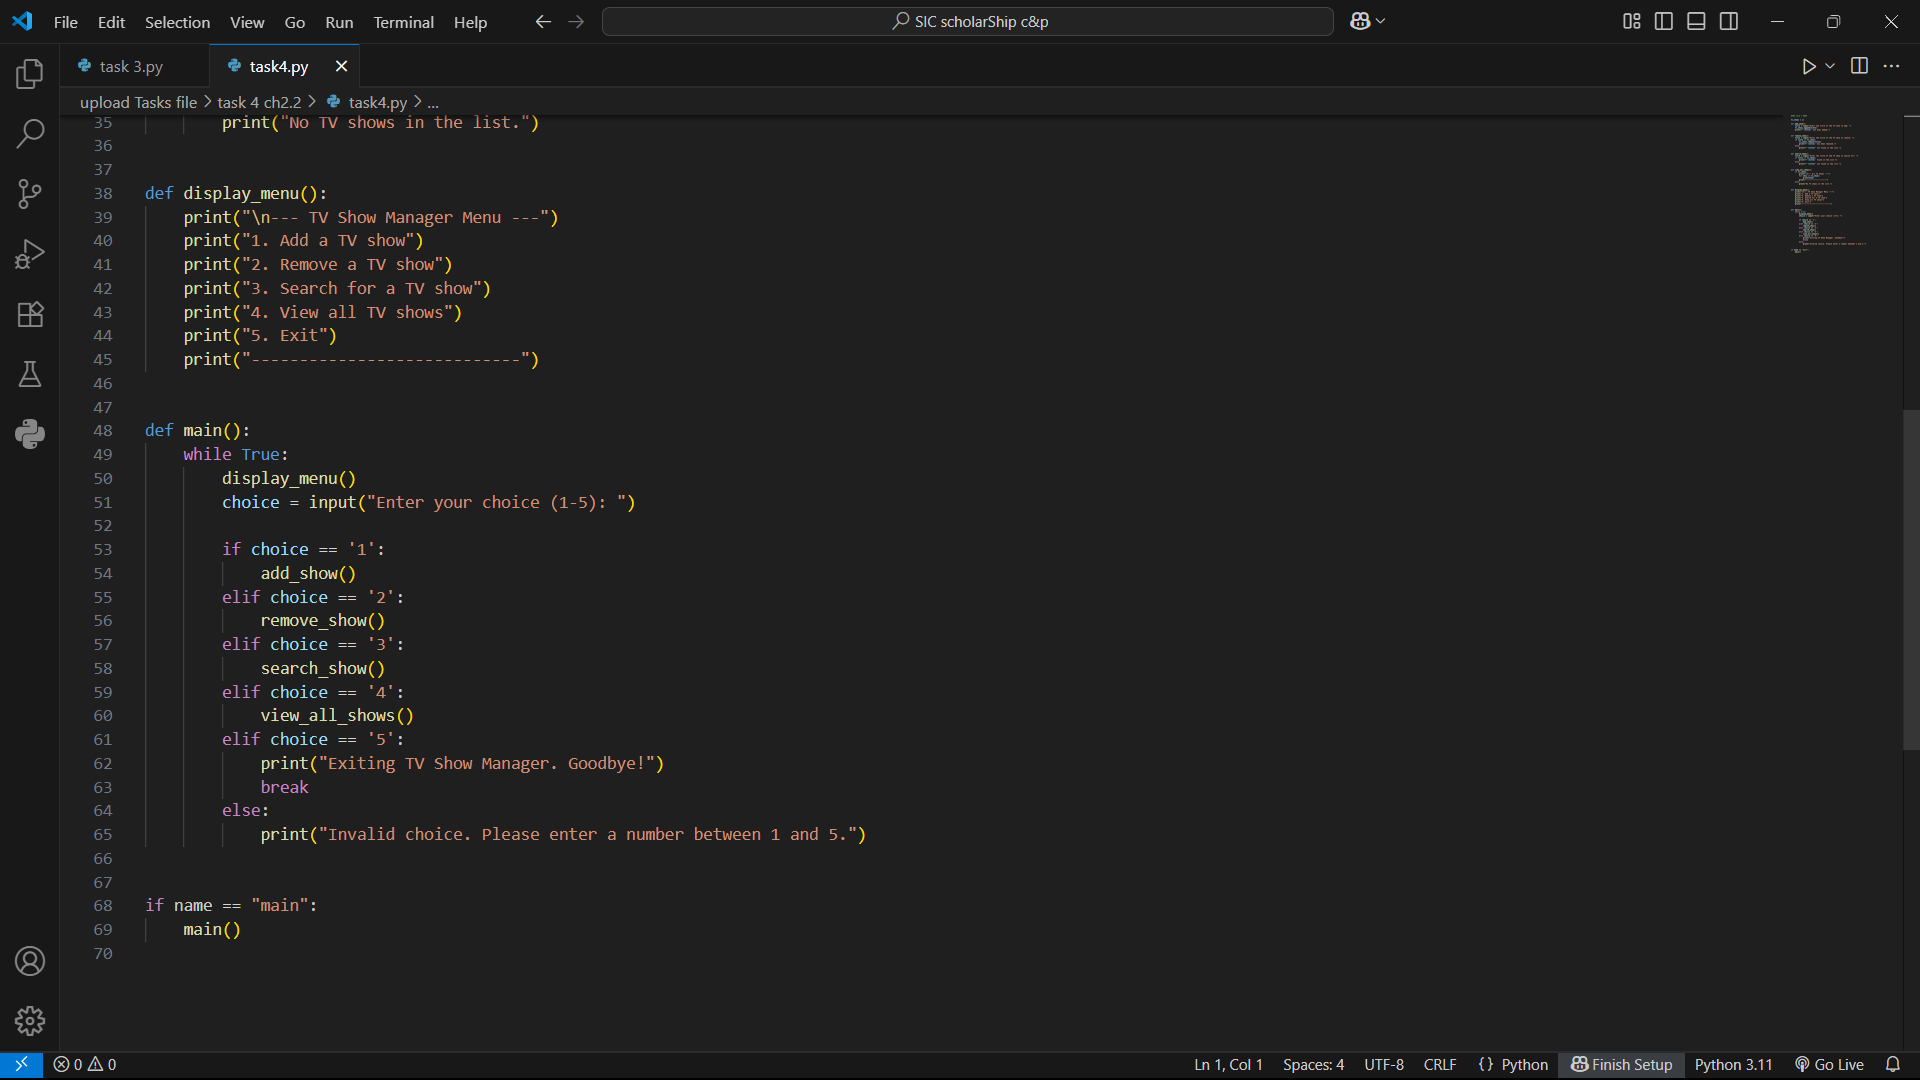 File Edit Selection View Go Run Terminal Help
SIC scholarShip c&p
task 3.py
task4.py
upload Tasks file > task 4 ch2.2 > task4.py > ...
35 print("No TV shows in the list.")
36
37
38 def display_menu():
39 print("\n--- TV Show Manager Menu ---")
40 print("1. Add a TV show")
41 print("2. Remove a TV show")
42 print("3. Search for a TV show")
43 print("4. View all TV shows")
44 print("5. Exit")
45 print("----------------------------")
46
47
48 def main():
49 while True:
50 display_menu()
51 choice = input("Enter your choice (1-5): ")
52
53 if choice == '1':
54 add_show()
55 elif choice == '2':
56 remove_show()
57 elif choice == '3':
58 search_show()
59 elif choice == '4':
60 view_all_shows()
61 elif choice == '5':
62 print("Exiting TV Show Manager. Goodbye!")
63 break
64 else:
65 print("Invalid choice. Please enter a number between 1 and 5.")
66
67
68 if name == "main":
69 main()
70
0 0 Ln 1, Col 1 Spaces: 4 UTF-8 CRLF {} Python Finish Setup Python 3.11 Go Live